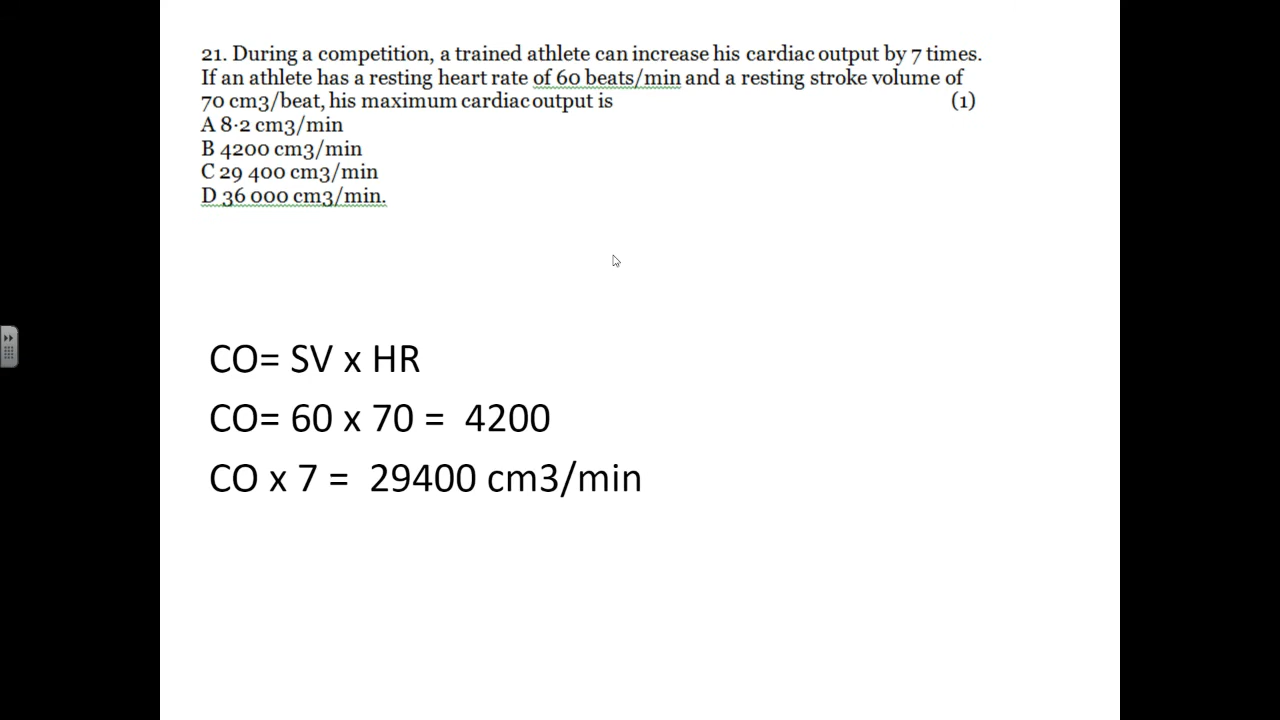 21. During a competition, a trained athlete can increase his cardiac output by 7 times.
If an athlete has a resting heart rate of 60 beats/min and a resting stroke volume of
70 cm3/beat, his maximum cardiac output is (1)
A 8·2 cm3/min
B 4200 cm3/min
C 29 400 cm3/min
D 36 000 cm3/min.
CO= SV x HR
CO= 60 x 70 = 4200
CO x 7 = 29400 cm3/min